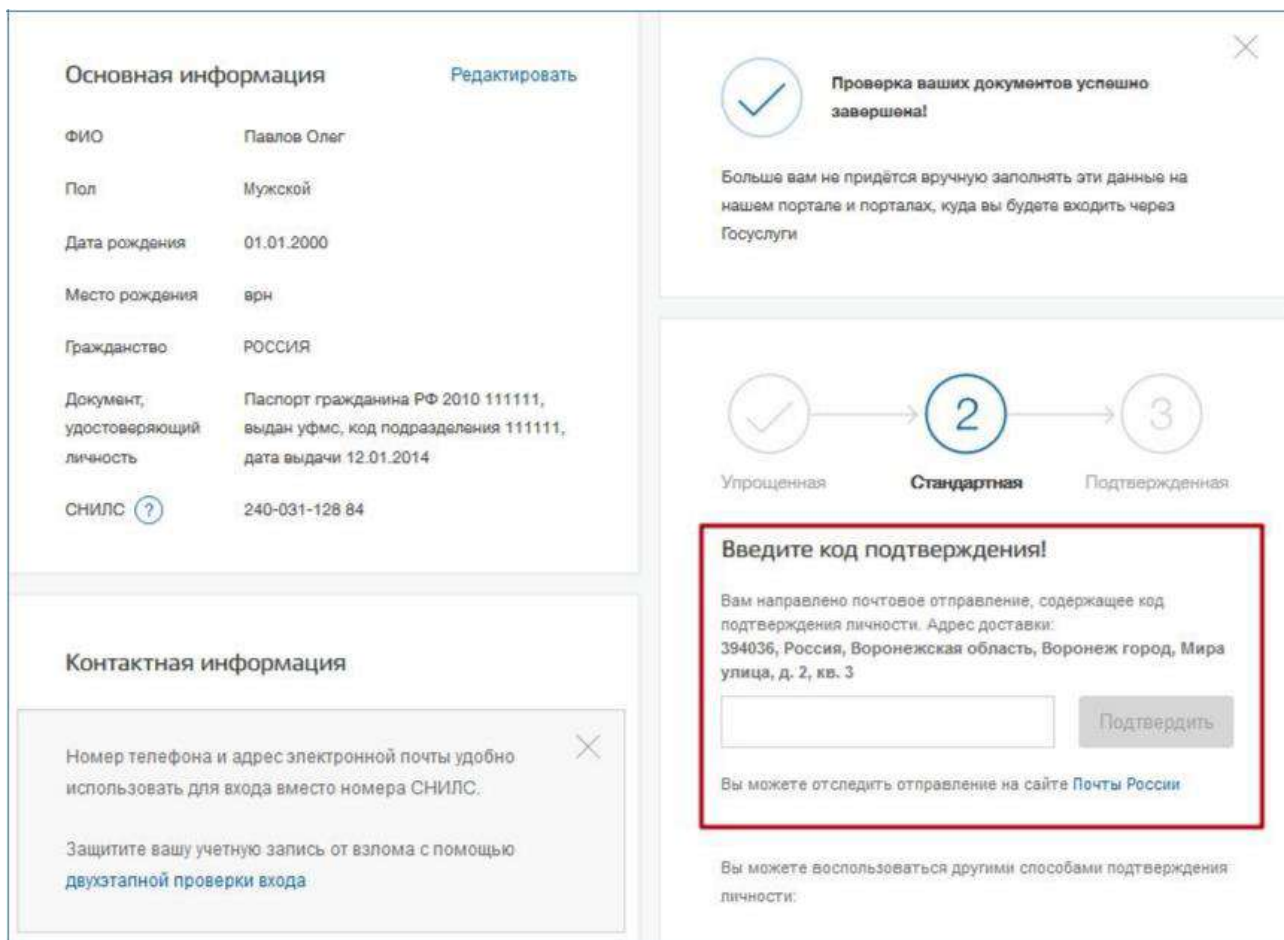 Основная информация
Редактировать
ФИО
Павлов Олег
Пол
Мужской
Дата рождения
01.01.2000
Место рождения
врн
Гражданство
РОССИЯ
Документ,
удостоверяющий
личность
Паспорт гражданина РФ 2010 111111,
выдан уфмс, код подразделения 111111,
дата выдачи 12.01.2014
СНИЛС ?
240-031-128 84
Контактная информация
Номер телефона и адрес электронной почты удобно
использовать для входа вместо номера СНИЛС.
Защитите вашу учетную запись от взлома с помощью
двухэтапной проверки входа
Проверка ваших документов успешно
завершена!
Больше вам не придётся вручную заполнять эти данные на
нашем портале и порталах, куда вы будете входить через
Госуслуги
2
3
Упрощенная
Стандартная
Подтвержденная
Введите код подтверждения!
Вам направлено почтовое отправление, содержащее код
подтверждения личности. Адрес доставки:
394036, Россия, Воронежская область, Воронеж город, Мира
улица, д. 2, кв. 3
Подтвердить
Вы можете отследить отправление на сайте Почты России
Вы можете воспользоваться другими способами подтверждения
личности: